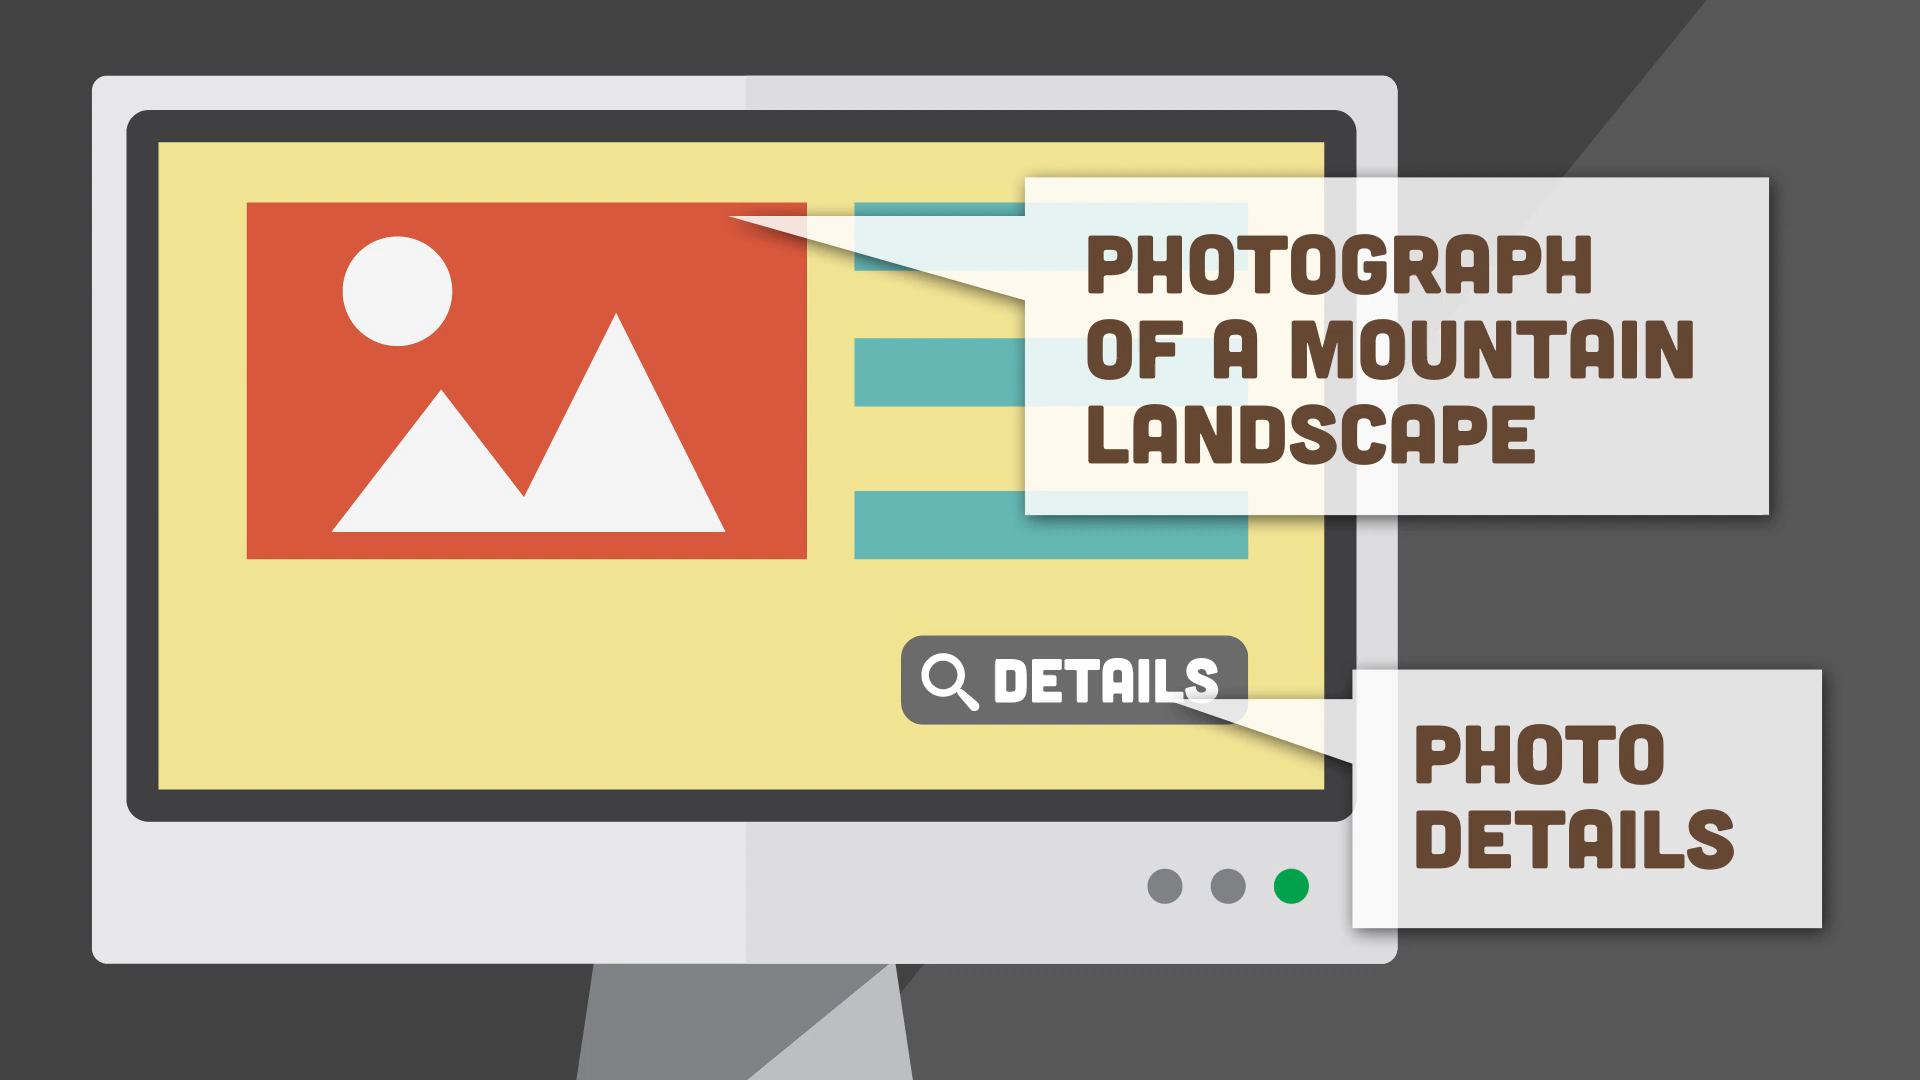 PHOTOGRAPH
OF A MOUNTAIN
LANDSCAPE
DETAILS
PHOTO
DETAILS